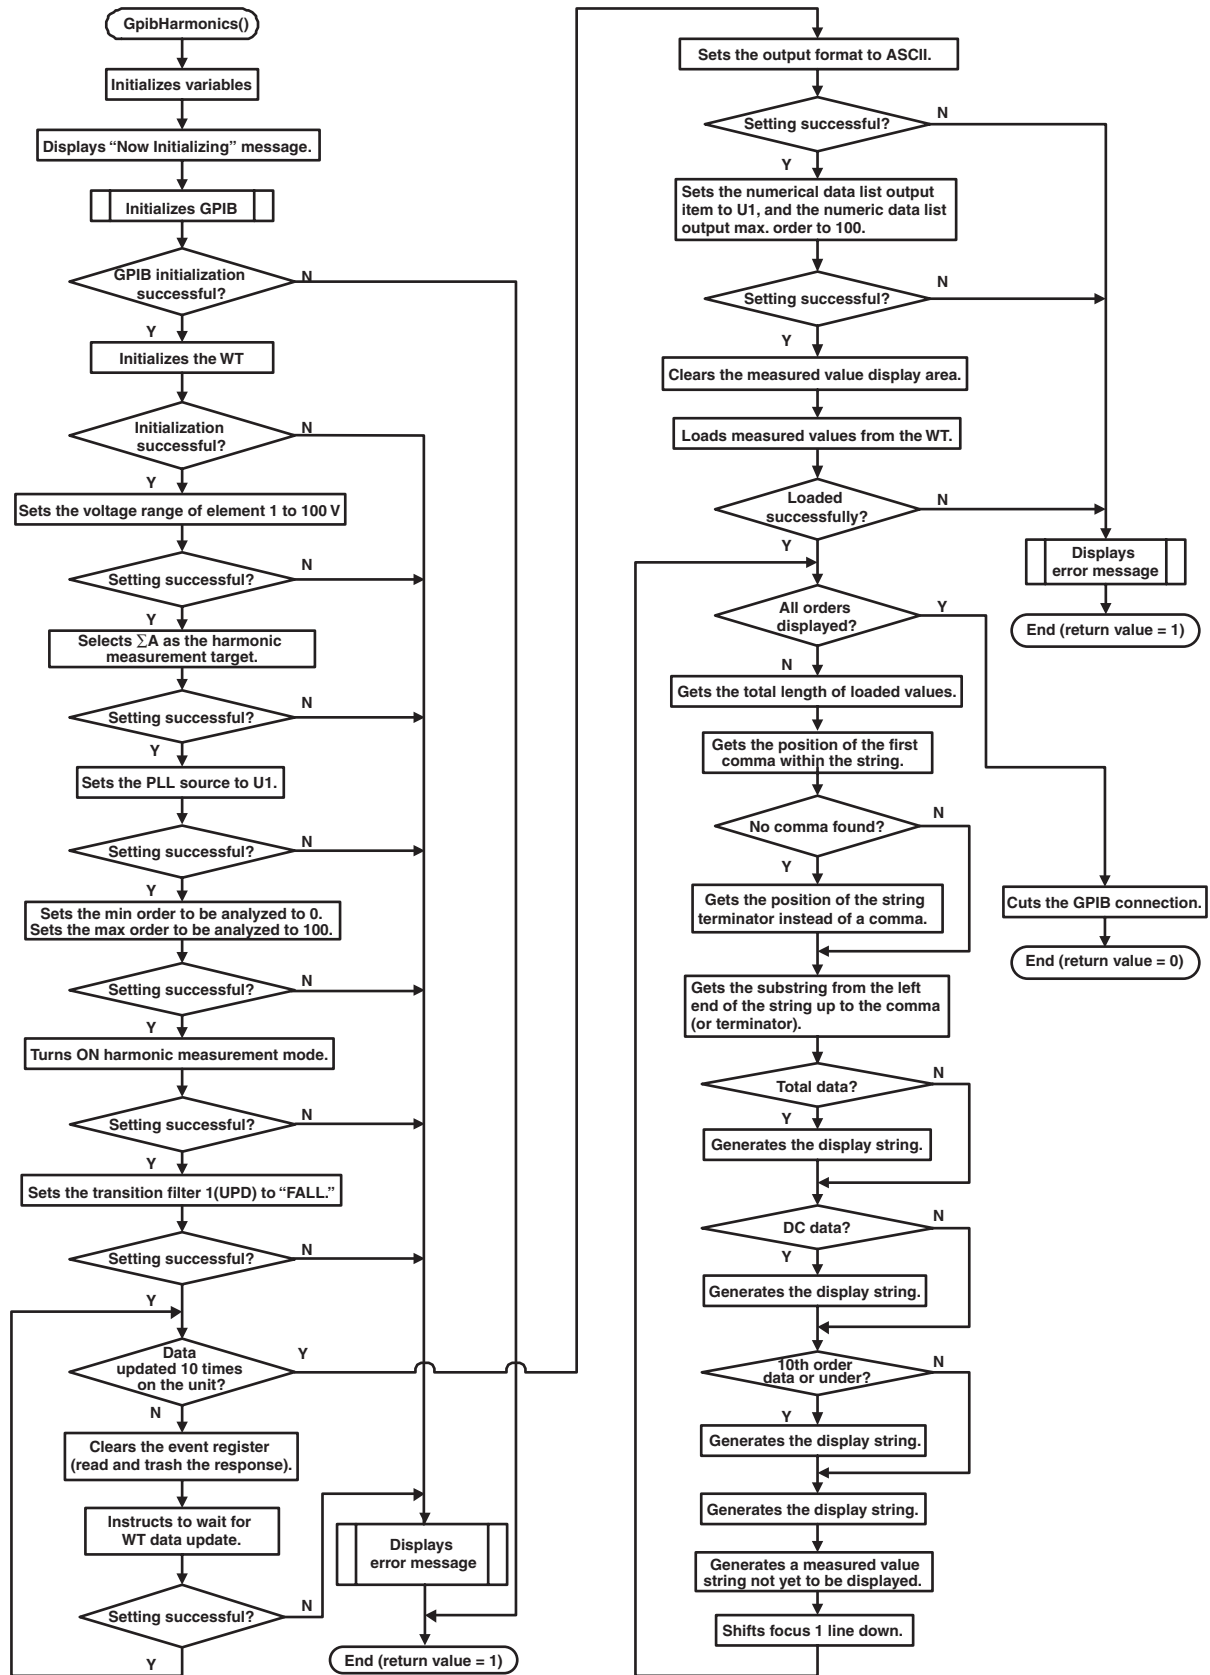 GpibHarmonics()
Initializes variables
Displays “Now Initializing” message.
Initializes GPIB
GPIB initialization
successful?
N
Y
Initializes the WT
Initialization
successful?
N
Y
Sets the voltage range of element 1 to 100 V
Setting successful?
N
Y
Selects ∑A as the harmonic
measurement target.
Setting successful?
N
Y
Sets the PLL source to U1.
Setting successful?
N
Y
Sets the min order to be analyzed to 0.
Sets the max order to be analyzed to 100.
Setting successful?
N
Y
Turns ON harmonic measurement mode.
Setting successful?
N
Y
Sets the transition filter 1(UPD) to “FALL.”
Setting successful?
N
Y
Data
updated 10 times
on the unit?
Y
N
Clears the event register
(read and trash the response).
Instructs to wait for
WT data update.
Setting successful?
N
Y
Displays
error message
End (return value = 1)
Sets the output format to ASCII.
Setting successful?
N
Y
Sets the numerical data list output
item to U1, and the numeric data list
output max. order to 100.
Setting successful?
N
Y
Clears the measured value display area.
Loads measured values from the WT.
Loaded
successfully?
N
Y
Displays
error message
End (return value = 1)
All orders
displayed?
Y
N
Gets the total length of loaded values.
Gets the position of the first
comma within the string.
No comma found?
N
Y
Gets the position of the string
terminator instead of a comma.
Cuts the GPIB connection.
End (return value = 0)
Gets the substring from the left
end of the string up to the comma
(or terminator).
Total data?
N
Y
Generates the display string.
DC data?
N
Y
Generates the display string.
10th order
data or under?
N
Y
Generates the display string.
Generates the display string.
Generates a measured value
string not yet to be displayed.
Shifts focus 1 line down.